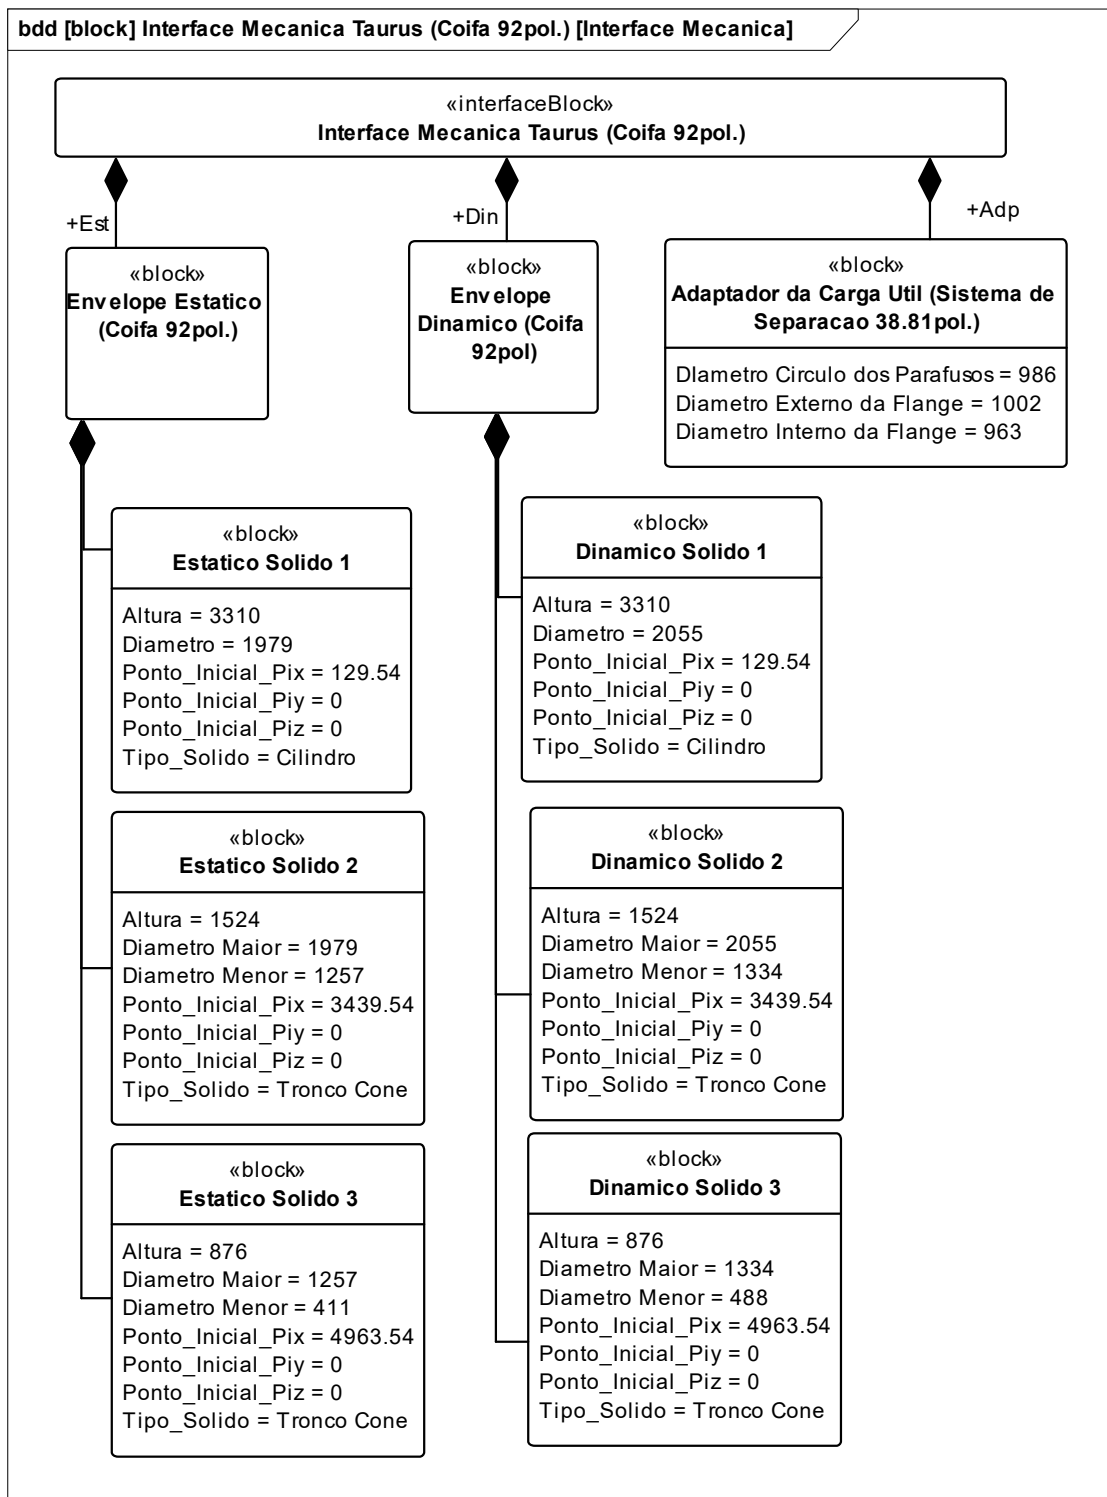 bdd [block] Interface Mecanica Taurus (Coifa 92pol.) [Interface Mecanica]
«interfaceBlock»
Interface Mecanica Taurus (Coifa 92pol.)
+Est
+Din
+Adp
«block»
Envelope Estatico
(Coifa 92pol.)
«block»
Envelope
Dinamico (Coifa
92pol)
«block»
Adaptador da Carga Util (Sistema de
Separacao 38.81pol.)
DIametro Circulo dos Parafusos = 986
Diametro Externo da Flange = 1002
Diametro Interno da Flange = 963
«block»
Estatico Solido 1
Altura = 3310
Diametro = 1979
Ponto_Inicial_Pix = 129.54
Ponto_Inicial_Piy = 0
Ponto_Inicial_Piz = 0
Tipo_Solido = Cilindro
«block»
Dinamico Solido 1
Altura = 3310
Diametro = 2055
Ponto_Inicial_Pix = 129.54
Ponto_Inicial_Piy = 0
Ponto_Inicial_Piz = 0
Tipo_Solido = Cilindro
«block»
Estatico Solido 2
Altura = 1524
Diametro Maior = 1979
Diametro Menor = 1257
Ponto_Inicial_Pix = 3439.54
Ponto_Inicial_Piy = 0
Ponto_Inicial_Piz = 0
Tipo_Solido = Tronco Cone
«block»
Dinamico Solido 2
Altura = 1524
Diametro Maior = 2055
Diametro Menor = 1334
Ponto_Inicial_Pix = 3439.54
Ponto_Inicial_Piy = 0
Ponto_Inicial_Piz = 0
Tipo_Solido = Tronco Cone
«block»
Estatico Solido 3
Altura = 876
Diametro Maior = 1257
Diametro Menor = 411
Ponto_Inicial_Pix = 4963.54
Ponto_Inicial_Piy = 0
Ponto_Inicial_Piz = 0
Tipo_Solido = Tronco Cone
«block»
Dinamico Solido 3
Altura = 876
Diametro Maior = 1334
Diametro Menor = 488
Ponto_Inicial_Pix = 4963.54
Ponto_Inicial_Piy = 0
Ponto_Inicial_Piz = 0
Tipo_Solido = Tronco Cone